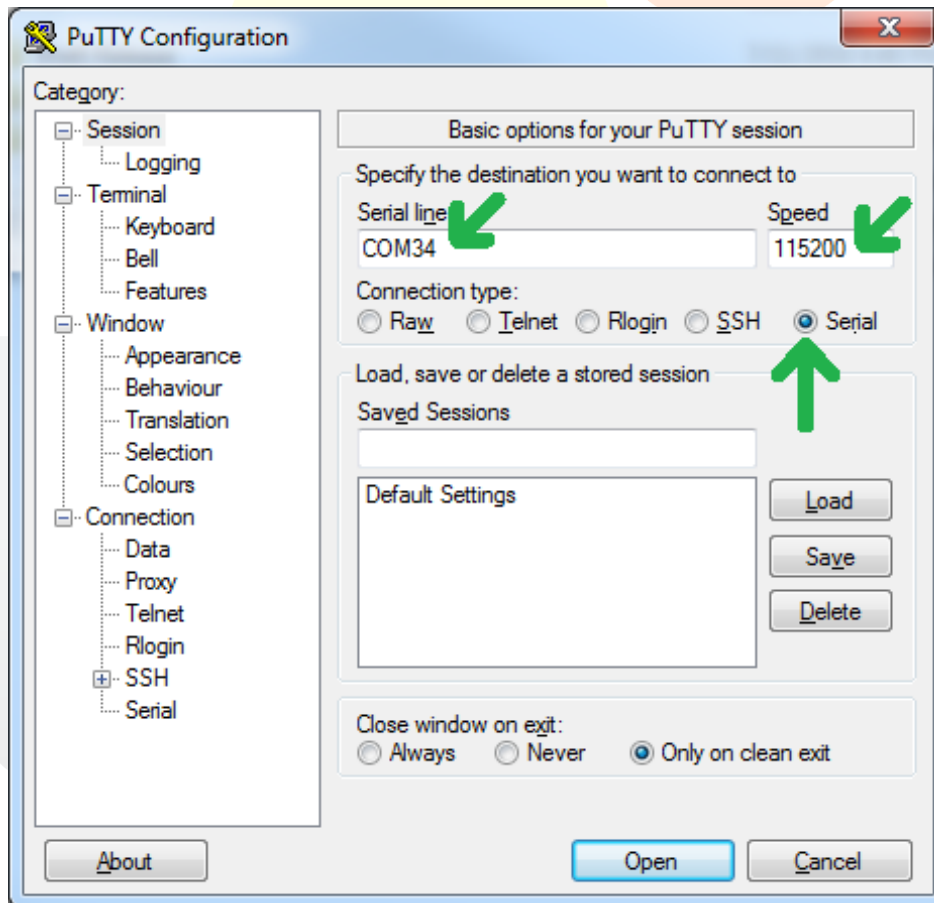 PuTTY Configuration
Category:
Session
Logging
Terminal
Keyboard
Bell
Features
Window
Appearance
Behaviour
Translation
Selection
Colours
Connection
Data
Proxy
Telnet
Rlogin
SSH
Serial
Basic options for your PuTTY session
Specify the destination you want to connect to
Serial line Speed
COM34 115200
Connection type:
Raw Telnet Rlogin SSH Serial
Load, save or delete a stored session
Saved Sessions
Default Settings
Load
Save
Delete
Close window on exit:
Always Never Only on clean exit
About Open Cancel